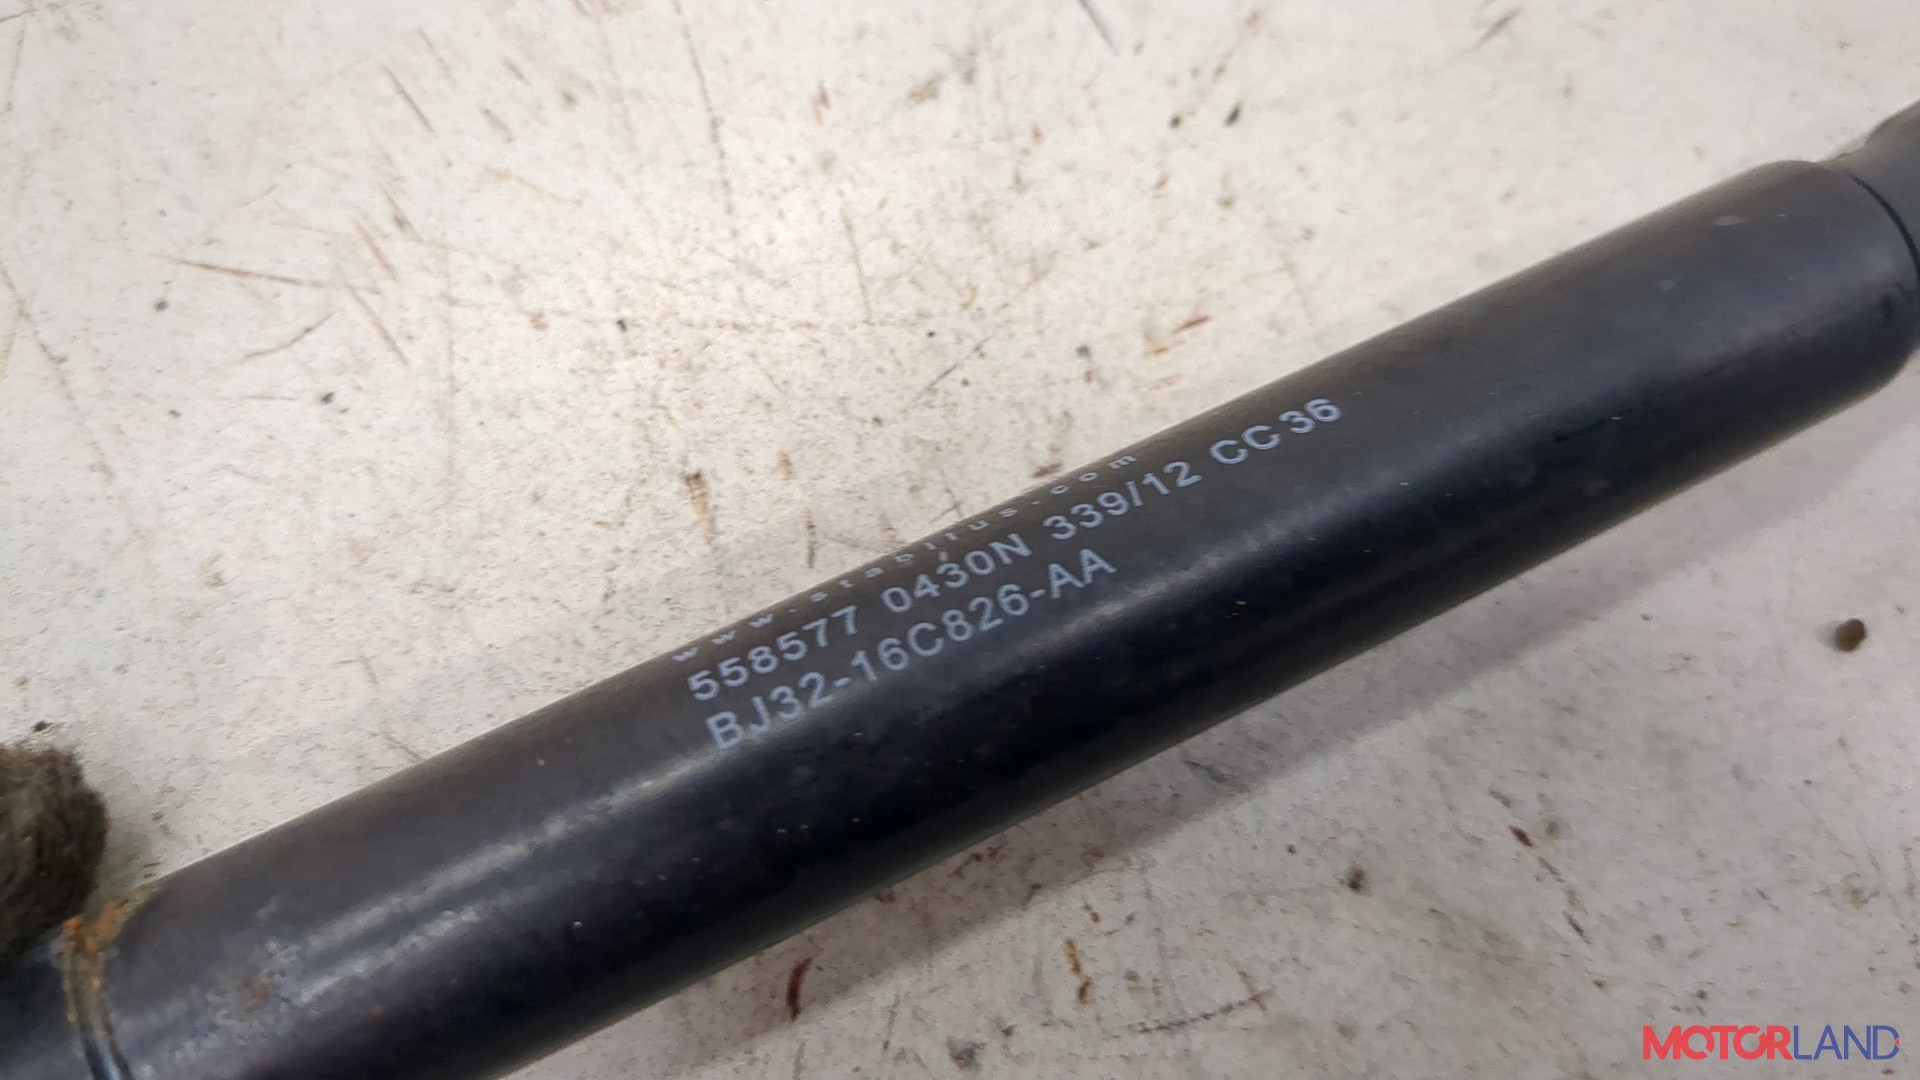 www.stabilus.com
558577 0430N 339/12 CC36
BJ32-16C826-AA
MOTORLAND